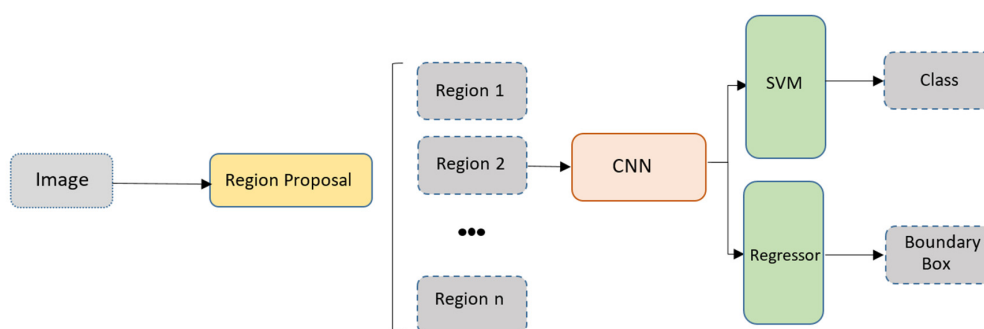 Image
Region Proposal
Region 1
Region 2
•••
Region n
CNN
SVM
Regressor
Class
Boundary
Box